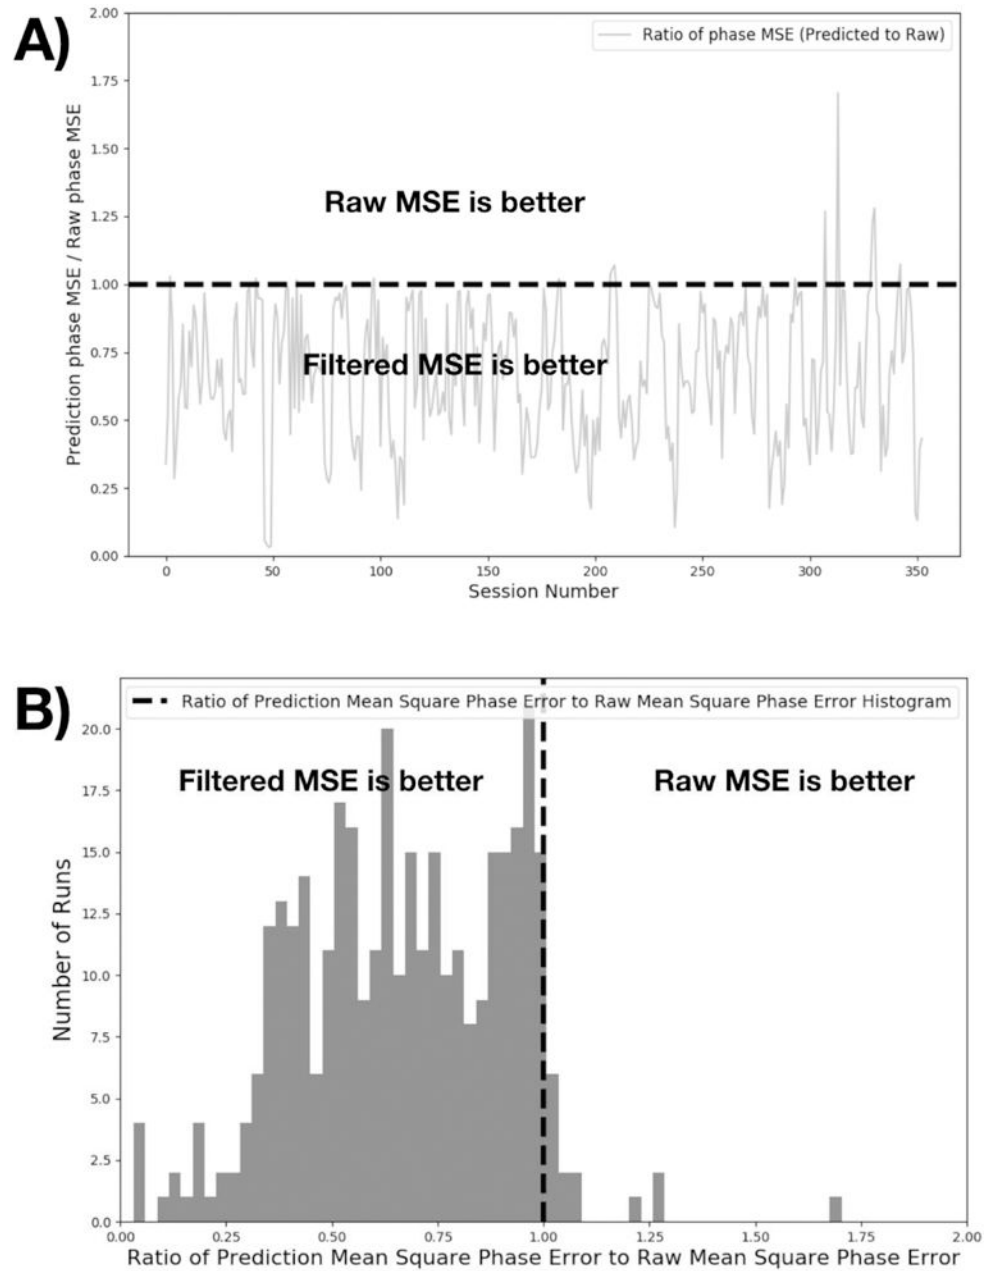 A)
2.00
1.75
1.50
1.25
1.00
0.75
0.50
0.25
0.00
Prediction phase MSE / Raw phase MSE
Ratio of phase MSE (Predicted to Raw)
Raw MSE is better
Filtered MSE is better
0 50 100 150 200 250 300 350
Session Number
B)
Ratio of Prediction Mean Square Phase Error to Raw Mean Square Phase Error Histogram
Filtered MSE is better
Raw MSE is better
20.0
17.5
15.0
12.5
10.0
7.5
5.0
2.5
0.0
Number of Runs
0.00 0.25 0.50 0.75 1.00 1.25 1.50 1.75 2.00
Ratio of Prediction Mean Square Phase Error to Raw Mean Square Phase Error